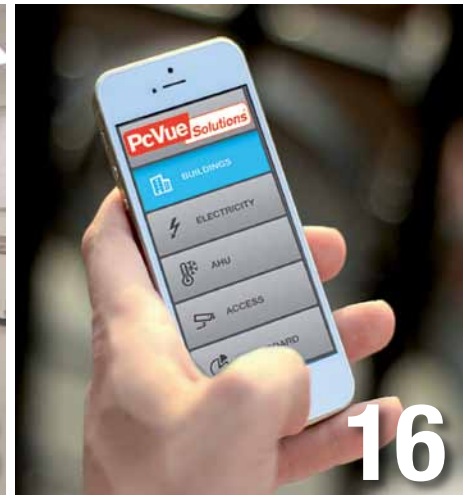 PcVue Solutions
BUILDINGS
ELECTRICITY
AHU
ACCESS
16